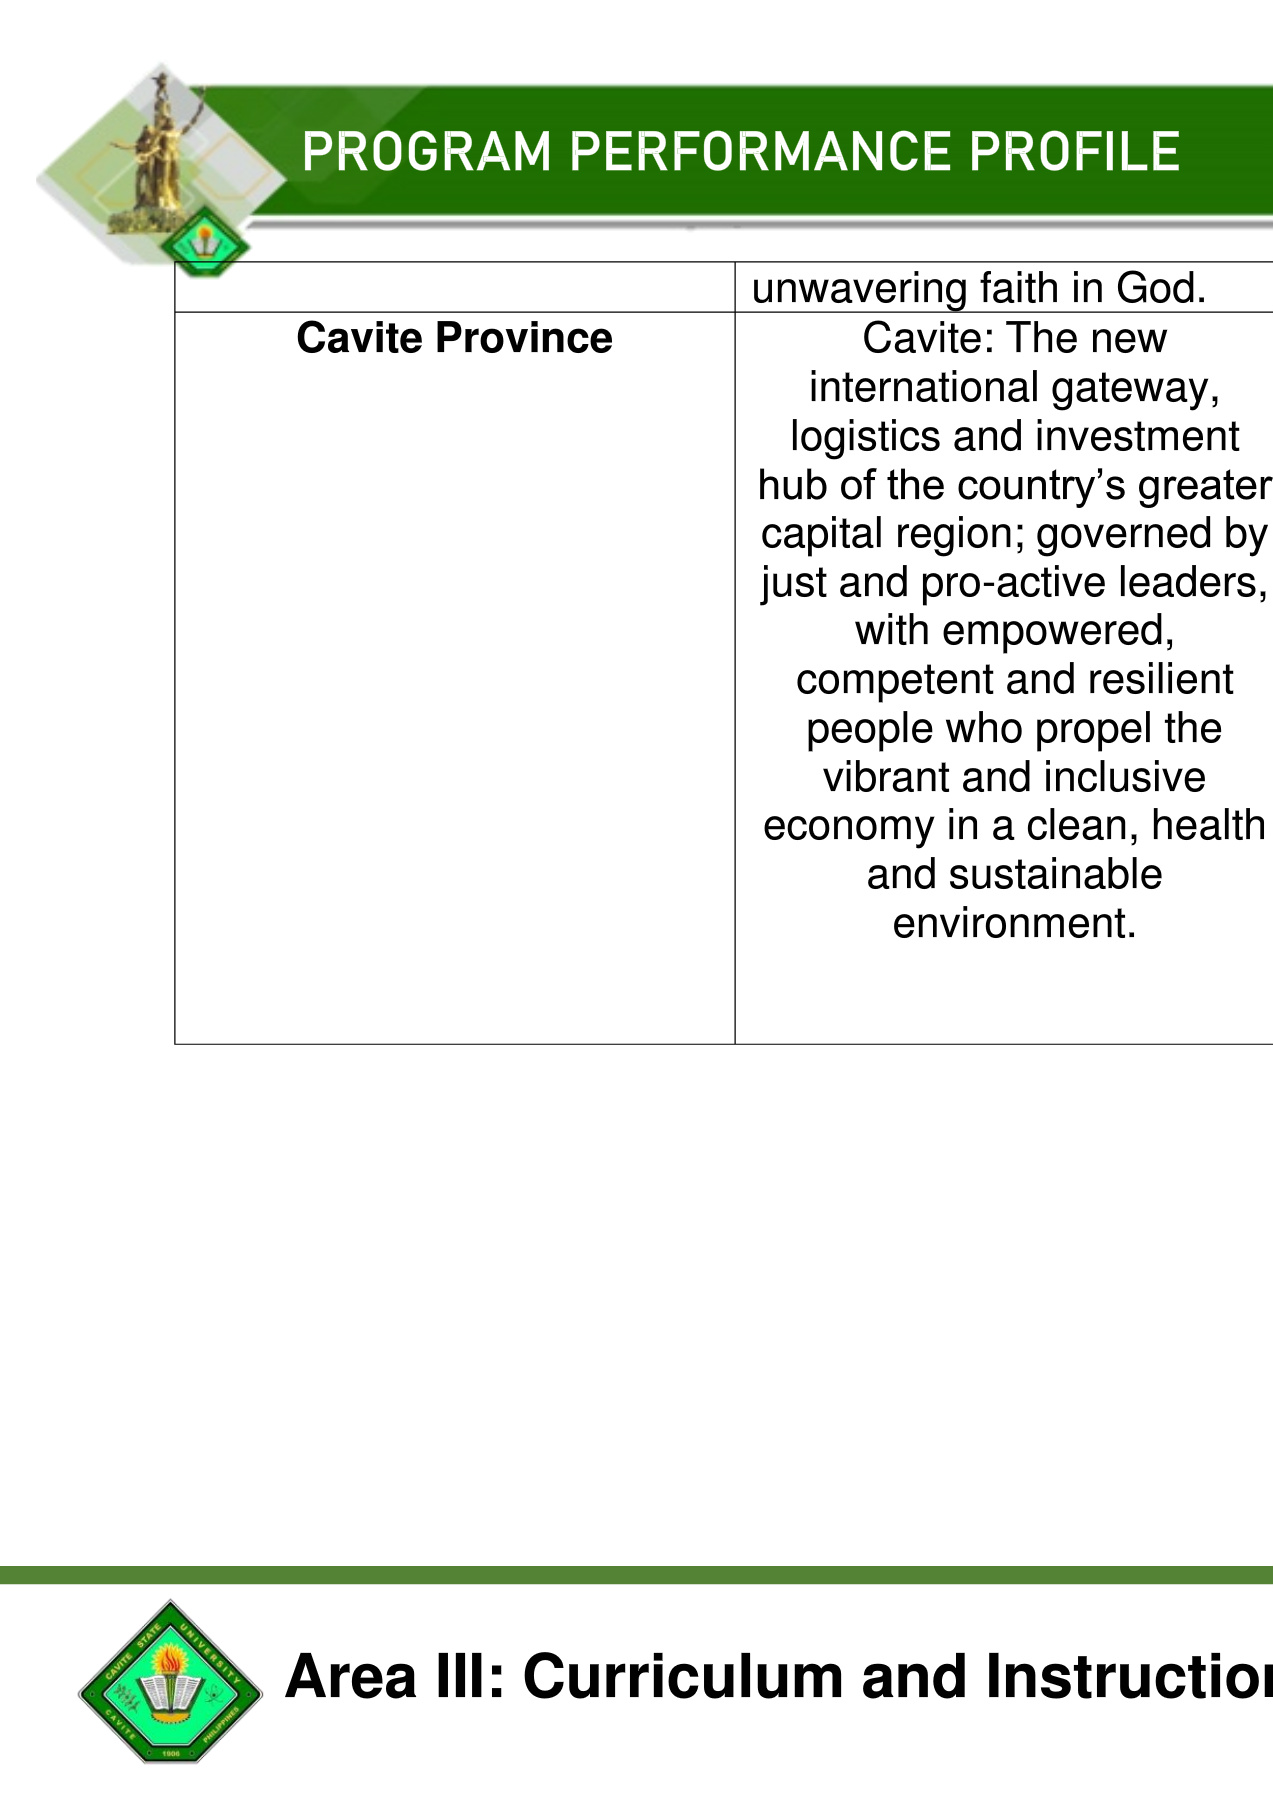 PROGRAM PERFORMANCE PROFILE
unwavering faith in God.
Cavite Province
Cavite: The new
international gateway,
logistics and investment
hub of the country’s greater
capital region; governed by
just and pro-active leaders,
with empowered,
competent and resilient
people who propel the
vibrant and inclusive
economy in a clean, health
and sustainable
environment.
CAVITE STATE UNIVERSITY
CAVITE
PHILIPPINES
1906
Area III: Curriculum and Instruction